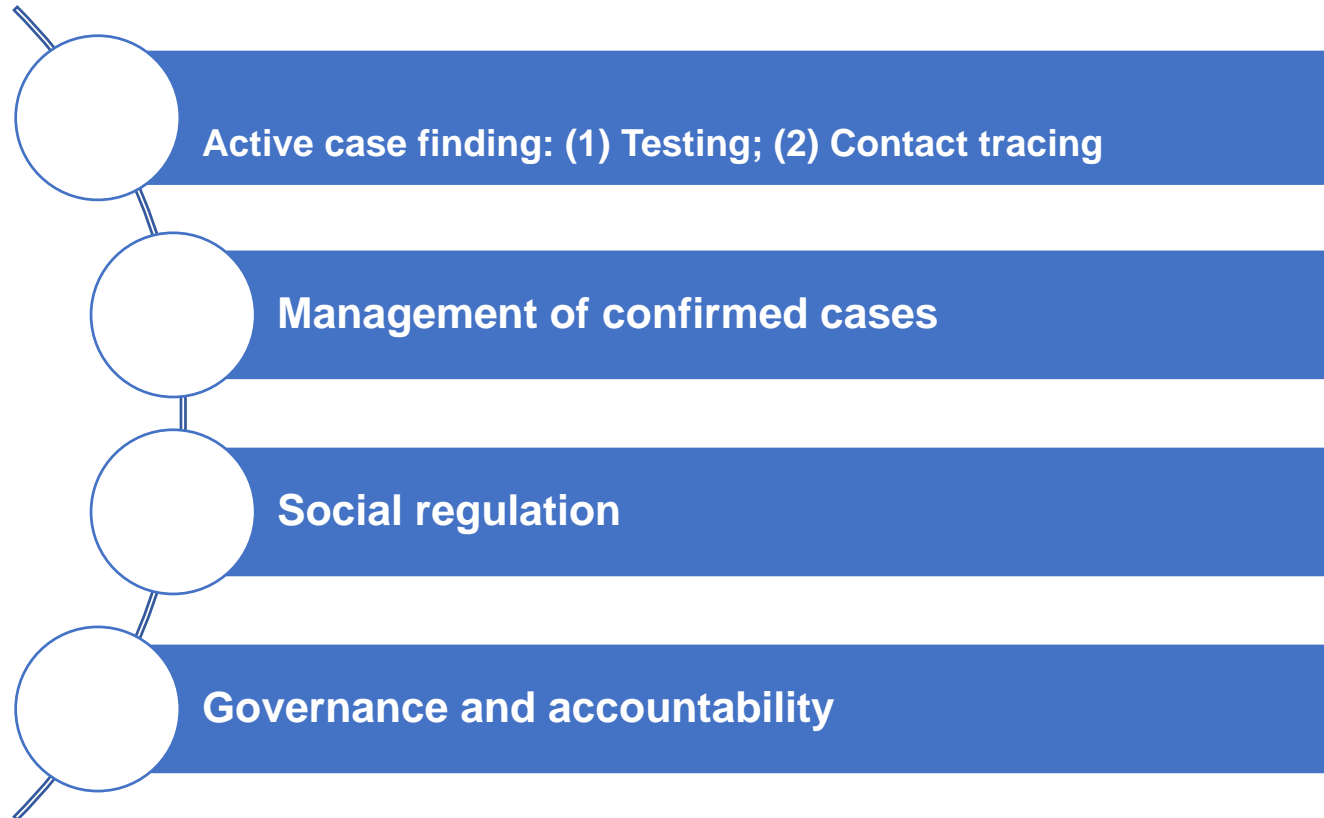 Active case finding: (1) Testing; (2) Contact tracing
Management of confirmed cases
Social regulation
Governance and accountability